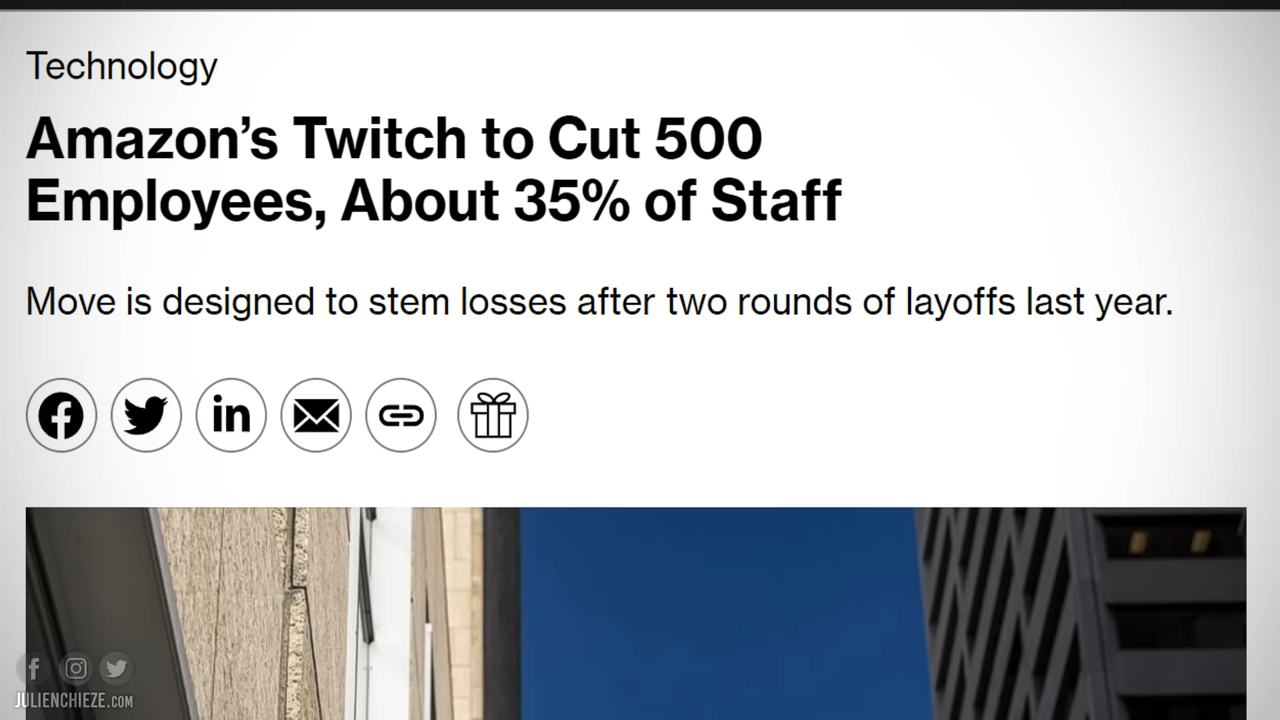 Technology
Amazon’s Twitch to Cut 500
Employees, About 35% of Staff
Move is designed to stem losses after two rounds of layoffs last year.
JULIENCHIEZE.COM